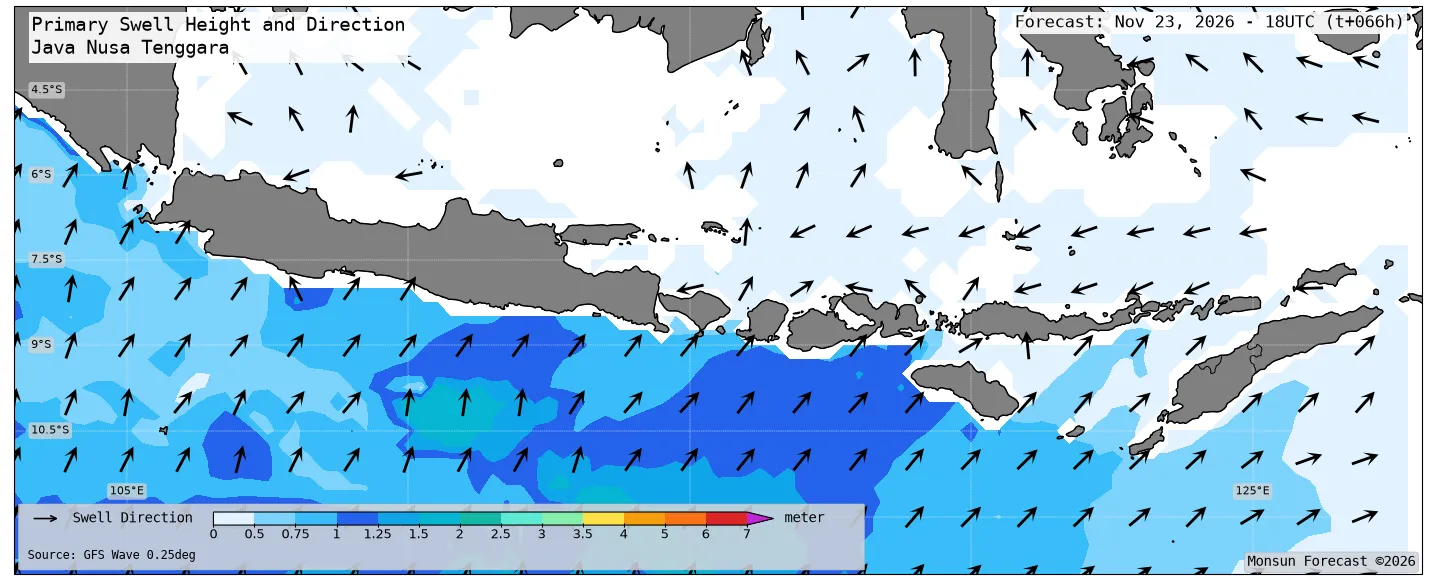 Primary Swell Height and Direction
Java Nusa Tenggara
Forecast: Nov 23, 2026 - 18UTC (t+066h)
4.5°S
6°S
7.5°S
9°S
10.5°S
105°E
125°E
Swell Direction
meter
0 0.5 0.75 1 1.25 1.5 2 2.5 3 3.5 4 5 6 7
Source: GFS Wave 0.25deg
Monsun Forecast ©2026